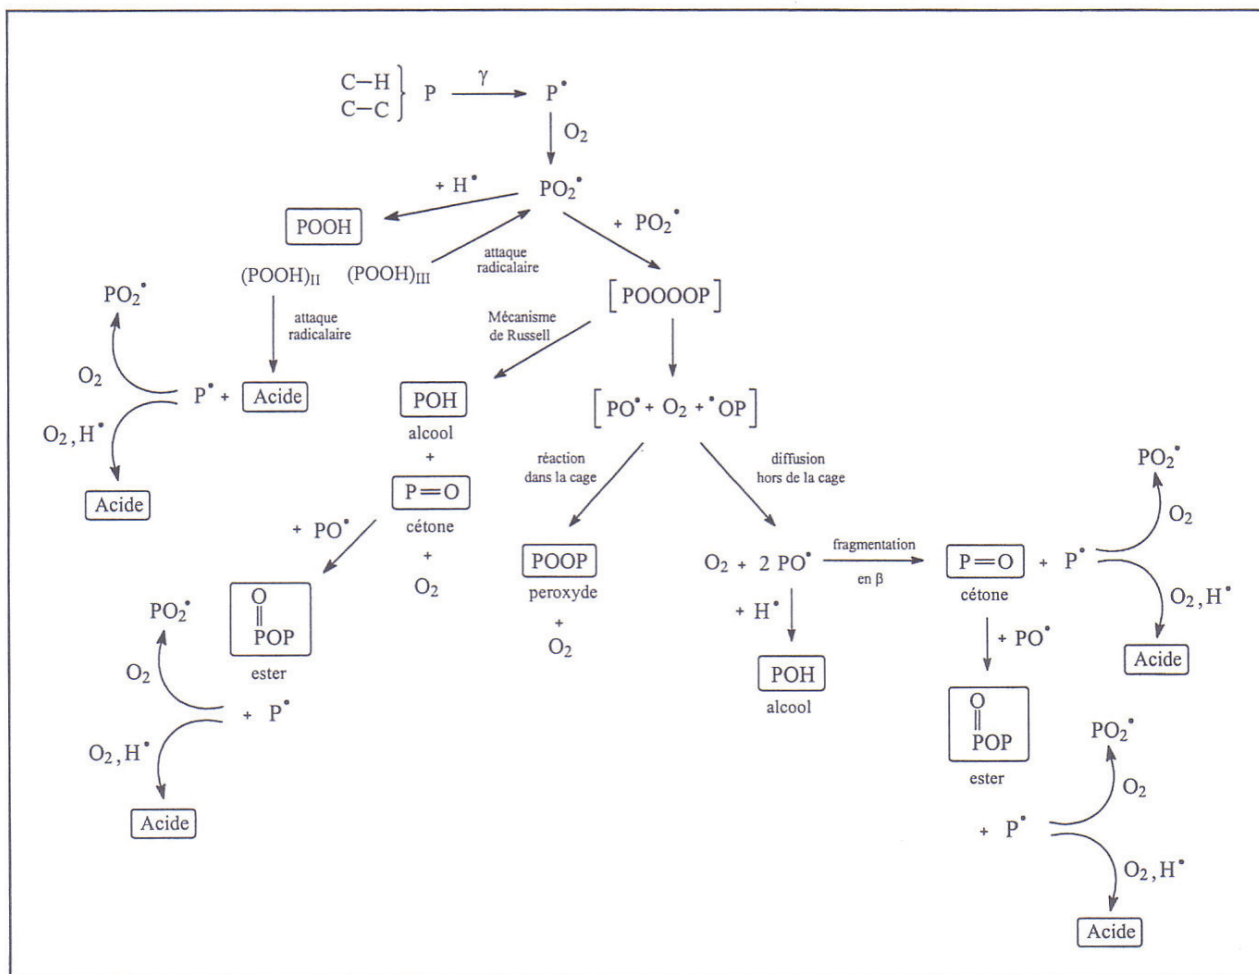 C—H
C—C
P
γ
P•
O₂
PO₂•
+ H•
POOH
+ PO₂•
(POOH)II
(POOH)III
attaque
radicalaire
[POOOOP]
PO₂•
attaque
radicalaire
Mécanisme
de Russell
O₂
P• +
Acide
O₂, H•
Acide
POH
alcool
+
P=O
cétone
+
O₂
[PO• + O₂ + •OP]
réaction
dans la cage
diffusion
hors de la cage
POOP
peroxyde
+
O₂
O₂ + 2 PO•
fragmentation
en β
P=O
cétone
+ P•
PO₂•
O₂
O₂, H•
Acide
+ H•
POH
alcool
+ PO•
O
POP
ester
+ P•
PO₂•
O₂
O₂, H•
Acide
+ PO•
O
POP
ester
+ P•
PO₂•
O₂
O₂, H•
Acide